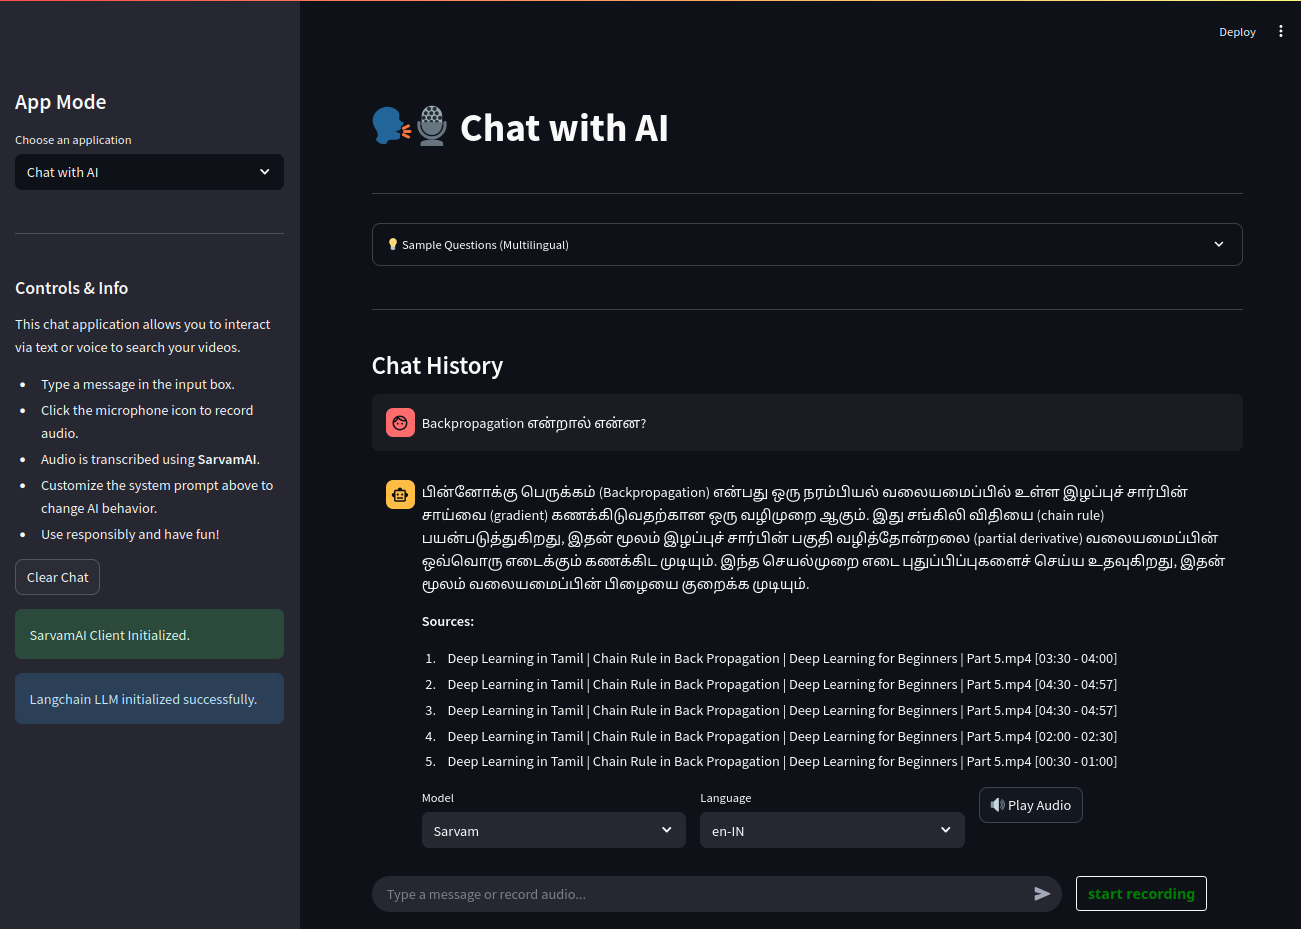 Deploy
App Mode
Choose an application
Chat with AI
Controls & Info
This chat application allows you to interact
via text or voice to search your videos.
Type a message in the input box.
Click the microphone icon to record
audio.
Audio is transcribed using SarvamAI.
Customize the system prompt above to
change AI behavior.
Use responsibly and have fun!
Clear Chat
SarvamAI Client Initialized.
Langchain LLM initialized successfully.
Chat with AI
Sample Questions (Multilingual)
Chat History
Backpropagation என்றால் என்ன?
பின்னோக்கு பெருக்கம் (Backpropagation) என்பது ஒரு நரம்பியல் வலையமைப்பில் உள்ள இழப்புச் சார்பின்
சாய்வை (gradient) கணக்கிடுவதற்கான ஒரு வழிமுறை ஆகும். இது சங்கிலி விதியை (chain rule)
பயன்படுத்துகிறது, இதன் மூலம் இழப்புச் சார்பின் பகுதி வழித்தோன்றலை (partial derivative) வலையமைப்பின்
ஒவ்வொரு எடைக்கும் கணக்கிட முடியும். இந்த செயல்முறை எடை புதுப்பிப்புகளைச் செய்ய உதவுகிறது, இதன்
மூலம் வலையமைப்பின் பிழையை குறைக்க முடியும்.
Sources:
1. Deep Learning in Tamil | Chain Rule in Back Propagation | Deep Learning for Beginners | Part 5.mp4 [03:30 - 04:00]
2. Deep Learning in Tamil | Chain Rule in Back Propagation | Deep Learning for Beginners | Part 5.mp4 [04:30 - 04:57]
3. Deep Learning in Tamil | Chain Rule in Back Propagation | Deep Learning for Beginners | Part 5.mp4 [04:30 - 04:57]
4. Deep Learning in Tamil | Chain Rule in Back Propagation | Deep Learning for Beginners | Part 5.mp4 [02:00 - 02:30]
5. Deep Learning in Tamil | Chain Rule in Back Propagation | Deep Learning for Beginners | Part 5.mp4 [00:30 - 01:00]
Model
Language
Sarvam
en-IN
Play Audio
Type a message or record audio...
start recording